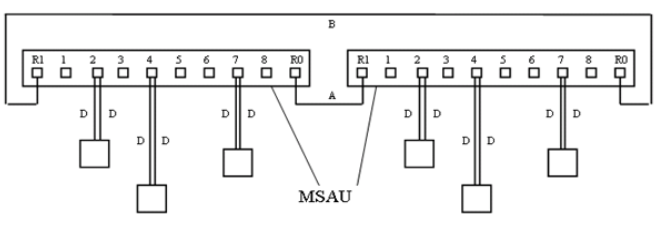 B
R1 1 2 3 4 5 6 7 8 R0 R1 1 2 3 4 5 6 7 8 R0
A
D D D D D D
D D D D D D
MSAU